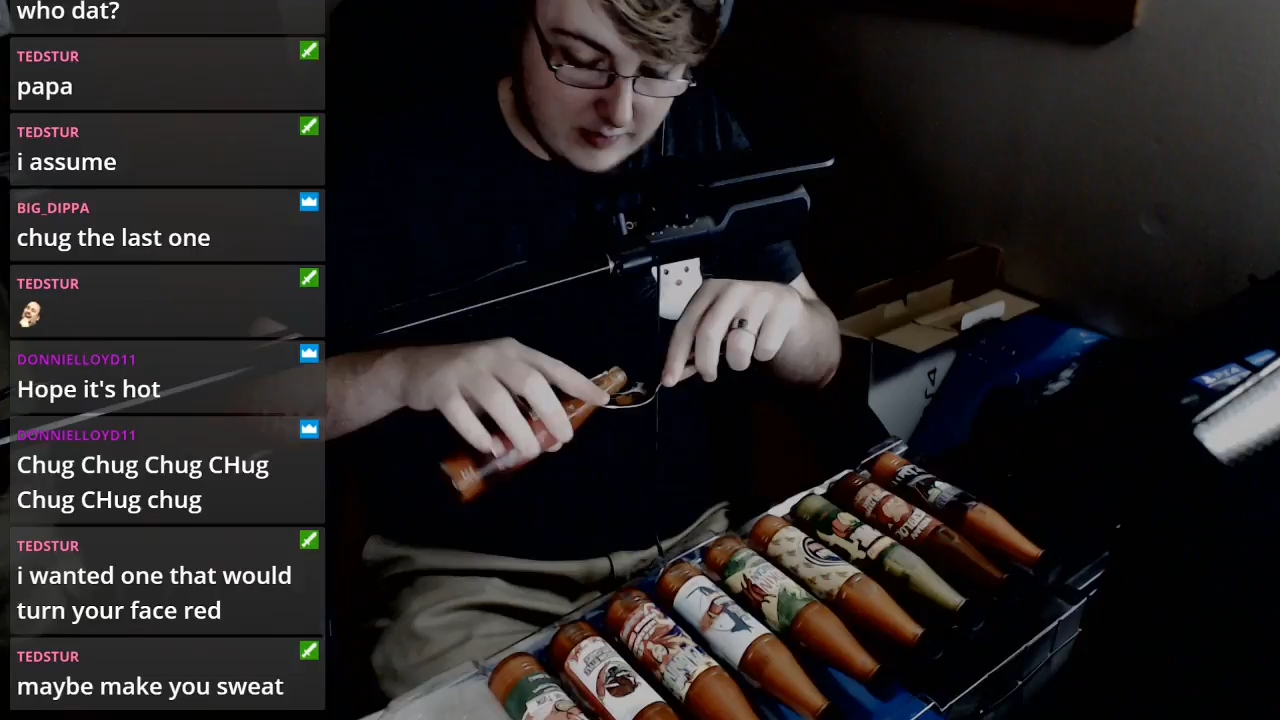 who dat?
TEDSTUR
papa
TEDSTUR
i assume
BIG_DIPPA
chug the last one
TEDSTUR
DONNIELLOYD11
Hope it's hot
DONNIELLOYD11
Chug Chug Chug CHug
Chug CHug chug
TEDSTUR
i wanted one that would
turn your face red
TEDSTUR
maybe make you sweat